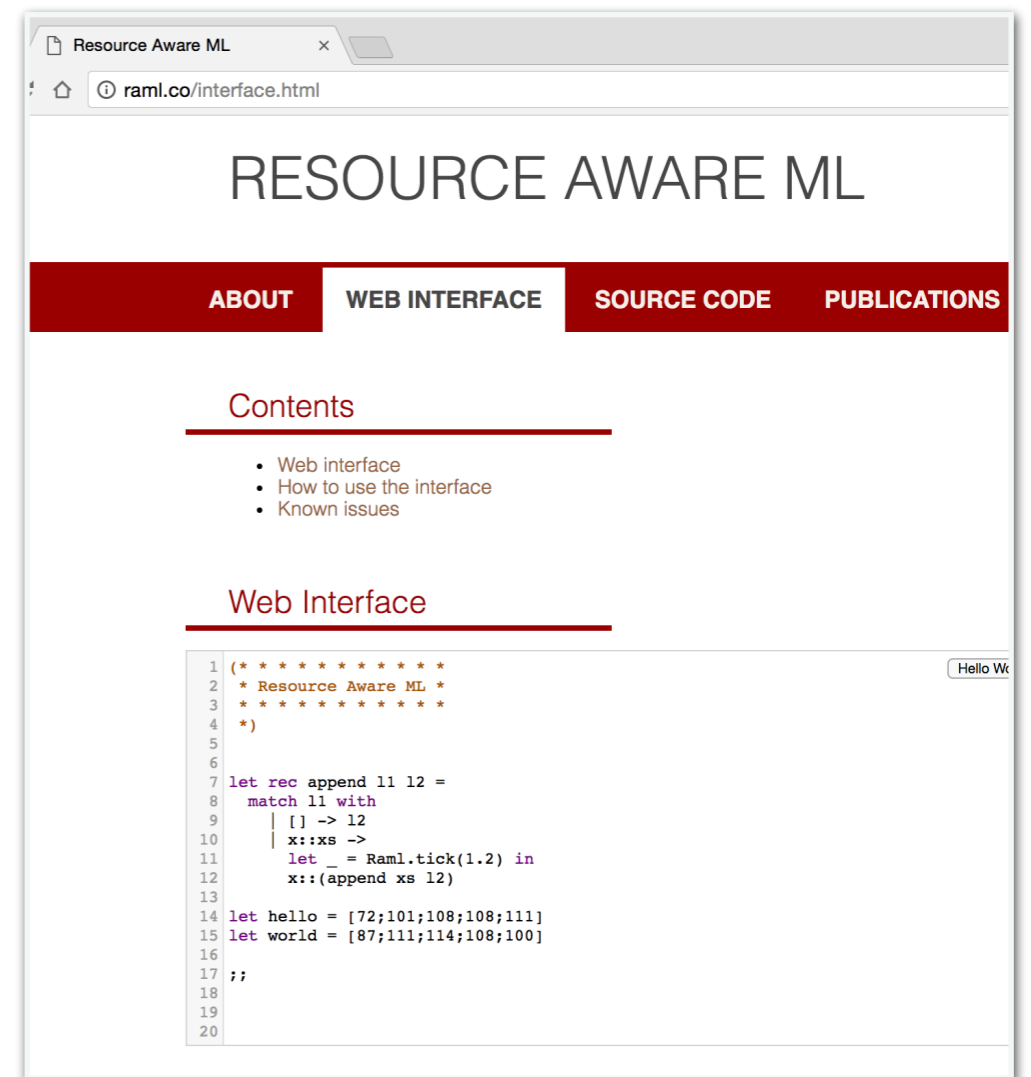 Resource Aware ML ×
raml.co/interface.html
RESOURCE AWARE ML
ABOUT WEB INTERFACE SOURCE CODE PUBLICATIONS
Contents
• Web interface
• How to use the interface
• Known issues
Web Interface
1 (* * * * * * * * * * *
Hello Wo
2  * Resource Aware ML *
3  * * * * * * * * * * *
4  *)
5
6
7 let rec append l1 l2 =
8   match l1 with
9     | [] -> l2
10     | x::xs ->
11       let _ = Raml.tick(1.2) in
12       x::(append xs l2)
13
14 let hello = [72;101;108;108;111]
15 let world = [87;111;114;108;100]
16
17 ;;
18
19
20